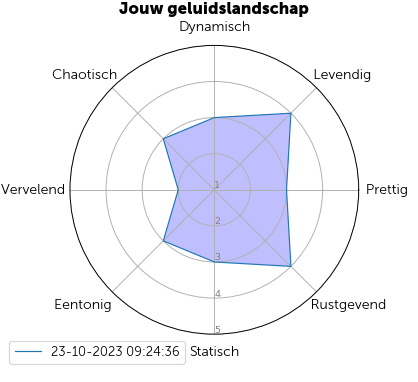 Jouw geluidslandschap
Dynamisch
Chaotisch
Levendig
Vervelend
1
Prettig
2
3
4
Eentonig
Rustgevend
5
23-10-2023 09:24:36
Statisch